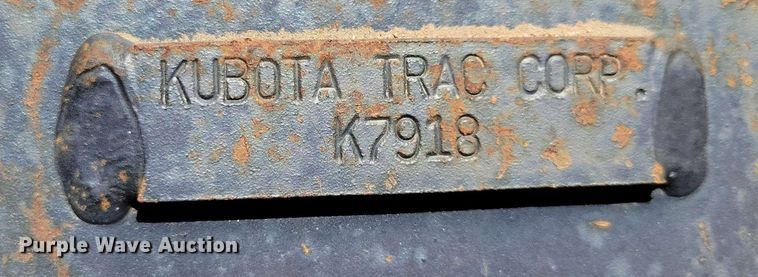 KUBOTA TRAC CORP.
K7918
Purple Wave Auction